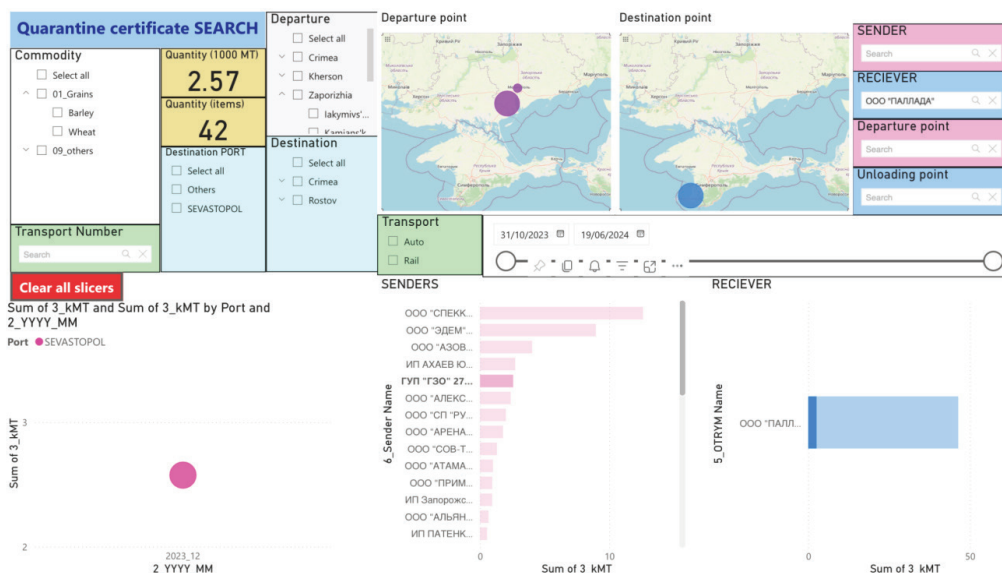 Quarantine certificate SEARCH
Commodity
Select all
01_Grains
Barley
Wheat
09_others
Transport Number
Search
Clear all slicers
Quantity (1000 MT)
2.57
Quantity (items)
42
Destination PORT
Select all
Others
SEVASTOPOL
Departure
Select all
Crimea
Kherson
Zaporizhia
Iakymivs'...
Kamians'k
Destination
Select all
Crimea
Rostov
Departure point
Destination point
SENDER
Search
RECIEVER
ООО "ПАЛЛАДА"
Departure point
Search
Unloading point
Search
Transport
Auto
Rail
31/10/2023
19/06/2024
Sum of 3_kMT and Sum of 3_kMT by Port and
2_YYYY_MM
Port SEVASTOPOL
Sum of 3_kMT
3
2
2023_12
2_YYYY_MM
SENDERS
6_Sender Name
ООО "СПЕКК...
ООО "ЭДЕМ"...
ООО "АЗОВ...
ИП АХАЕВ Ю...
ГУП "ГЗО" 27...
ООО "АЛЕКС...
ООО "СП "РУ...
ООО "АРЕНА...
ООО "СОВ-Т...
ООО "АТАМА...
ООО "ПРИМ...
ИП Запорожс...
ООО "АЛЬЯН...
ИП ПАТЕНК...
0 10
Sum of 3_kMT
RECIEVER
5_OTRYM Name
ООО "ПАЛЛ...
0 50
Sum of 3_kMT